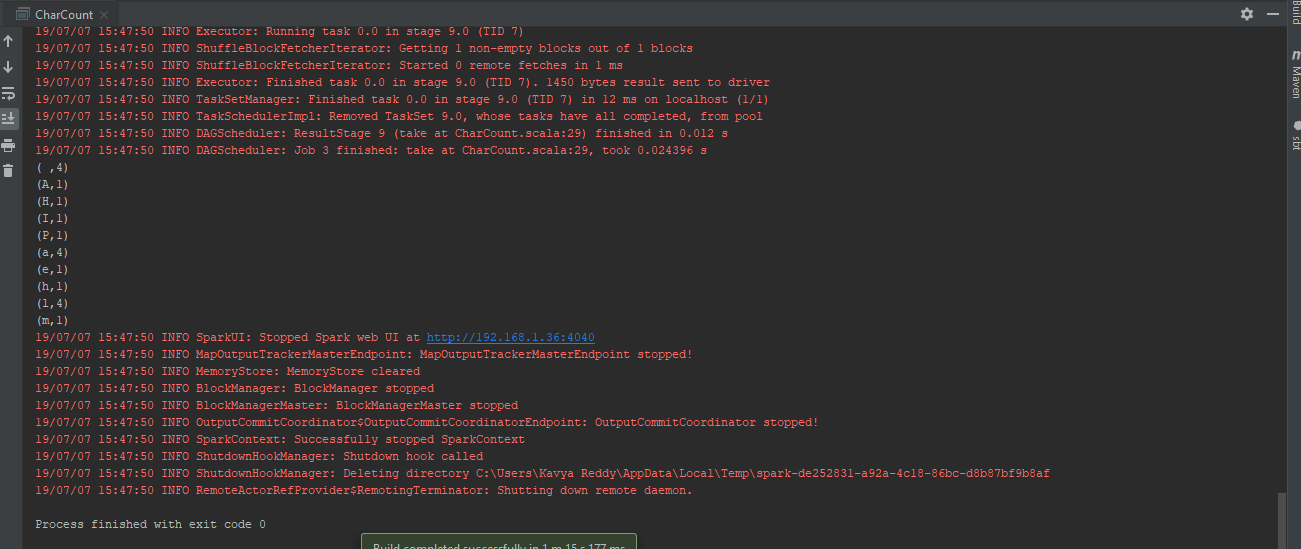 CharCount
19/07/07 15:47:50 INFO Executor: Running task 0.0 in stage 9.0 (TID 7)
19/07/07 15:47:50 INFO ShuffleBlockFetcherIterator: Getting 1 non-empty blocks out of 1 blocks
19/07/07 15:47:50 INFO ShuffleBlockFetcherIterator: Started 0 remote fetches in 1 ms
19/07/07 15:47:50 INFO Executor: Finished task 0.0 in stage 9.0 (TID 7). 1450 bytes result sent to driver
19/07/07 15:47:50 INFO TaskSetManager: Finished task 0.0 in stage 9.0 (TID 7) in 12 ms on localhost (1/1)
19/07/07 15:47:50 INFO TaskSchedulerImpl: Removed TaskSet 9.0, whose tasks have all completed, from pool
19/07/07 15:47:50 INFO DAGScheduler: ResultStage 9 (take at CharCount.scala:29) finished in 0.012 s
19/07/07 15:47:50 INFO DAGScheduler: Job 3 finished: take at CharCount.scala:29, took 0.024396 s
( ,4)
(A,1)
(H,1)
(I,1)
(P,1)
(a,4)
(e,1)
(h,1)
(l,4)
(m,1)
19/07/07 15:47:50 INFO SparkUI: Stopped Spark web UI at http://192.168.1.36:4040
19/07/07 15:47:50 INFO MapOutputTrackerMasterEndpoint: MapOutputTrackerMasterEndpoint stopped!
19/07/07 15:47:50 INFO MemoryStore: MemoryStore cleared
19/07/07 15:47:50 INFO BlockManager: BlockManager stopped
19/07/07 15:47:50 INFO BlockManagerMaster: BlockManagerMaster stopped
19/07/07 15:47:50 INFO OutputCommitCoordinator$OutputCommitCoordinatorEndpoint: OutputCommitCoordinator stopped!
19/07/07 15:47:50 INFO SparkContext: Successfully stopped SparkContext
19/07/07 15:47:50 INFO ShutdownHookManager: Shutdown hook called
19/07/07 15:47:50 INFO ShutdownHookManager: Deleting directory C:\Users\Kavya Reddy\AppData\Local\Temp\spark-de252831-a92a-4c18-86bc-d8b87bf9b8af
19/07/07 15:47:50 INFO RemoteActorRefProvider$RemotingTerminator: Shutting down remote daemon.
Process finished with exit code 0
Build completed successfully in 1 m 15 s 177 ms
Build
Maven
sbt